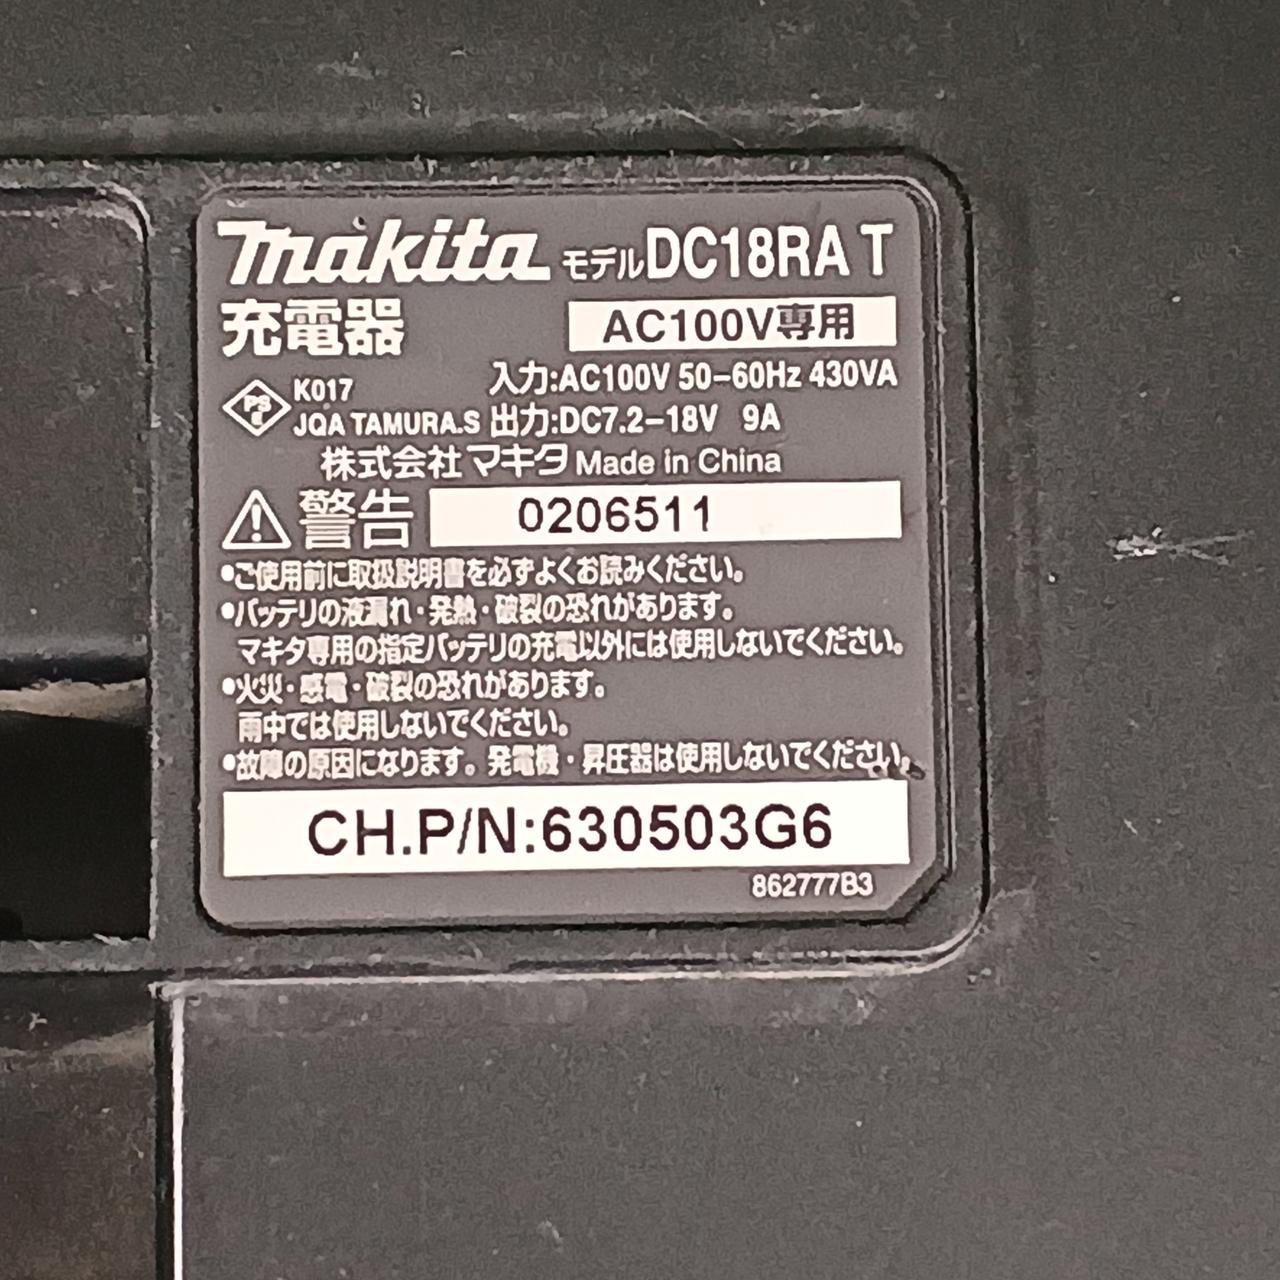 makita モデルDC18RA T
充電器 AC100V専用
PS E K017 入力:AC100V 50-60Hz 430VA
JQA TAMURA.S 出力:DC7.2-18V 9A
株式会社マキタ Made in China
警告 0206511
•ご使用前に取扱説明書を必ずよくお読みください。
•バッテリの液漏れ・発熱・破裂の恐れがあります。
マキタ専用の指定バッテリの充電以外には使用しないでください。
•火災・感電・破裂の恐れがあります。
雨中では使用しないでください。
•故障の原因になります。発電機・昇圧器は使用しないでください。
CH.P/N:630503G6
862777B3